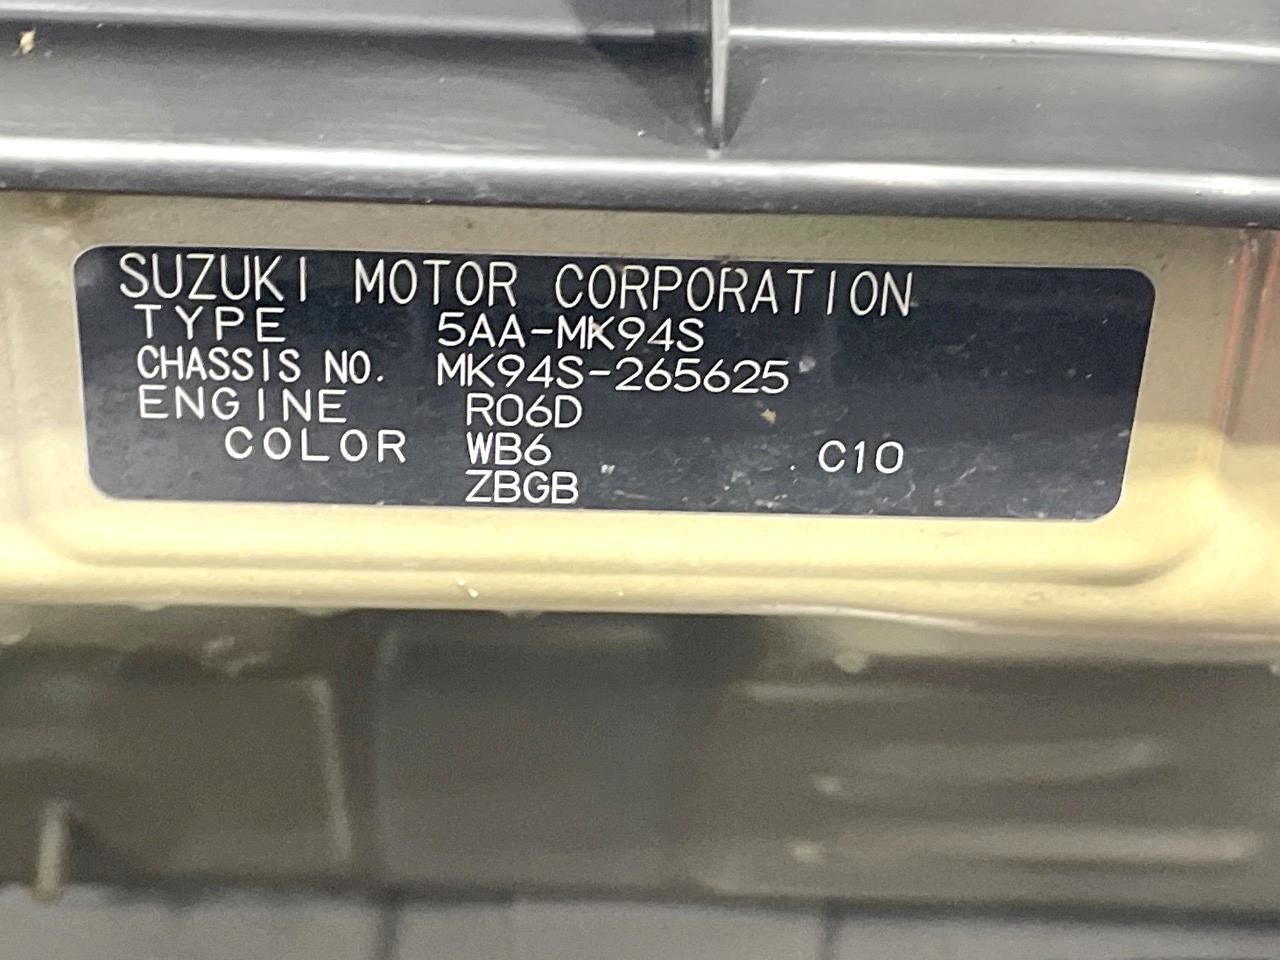 SUZUKI MOTOR CORPORATION
TYPE 5AA-MK94S
CHASSIS NO. MK94S-265625
ENGINE R06D
COLOR WB6 C10
ZBGB